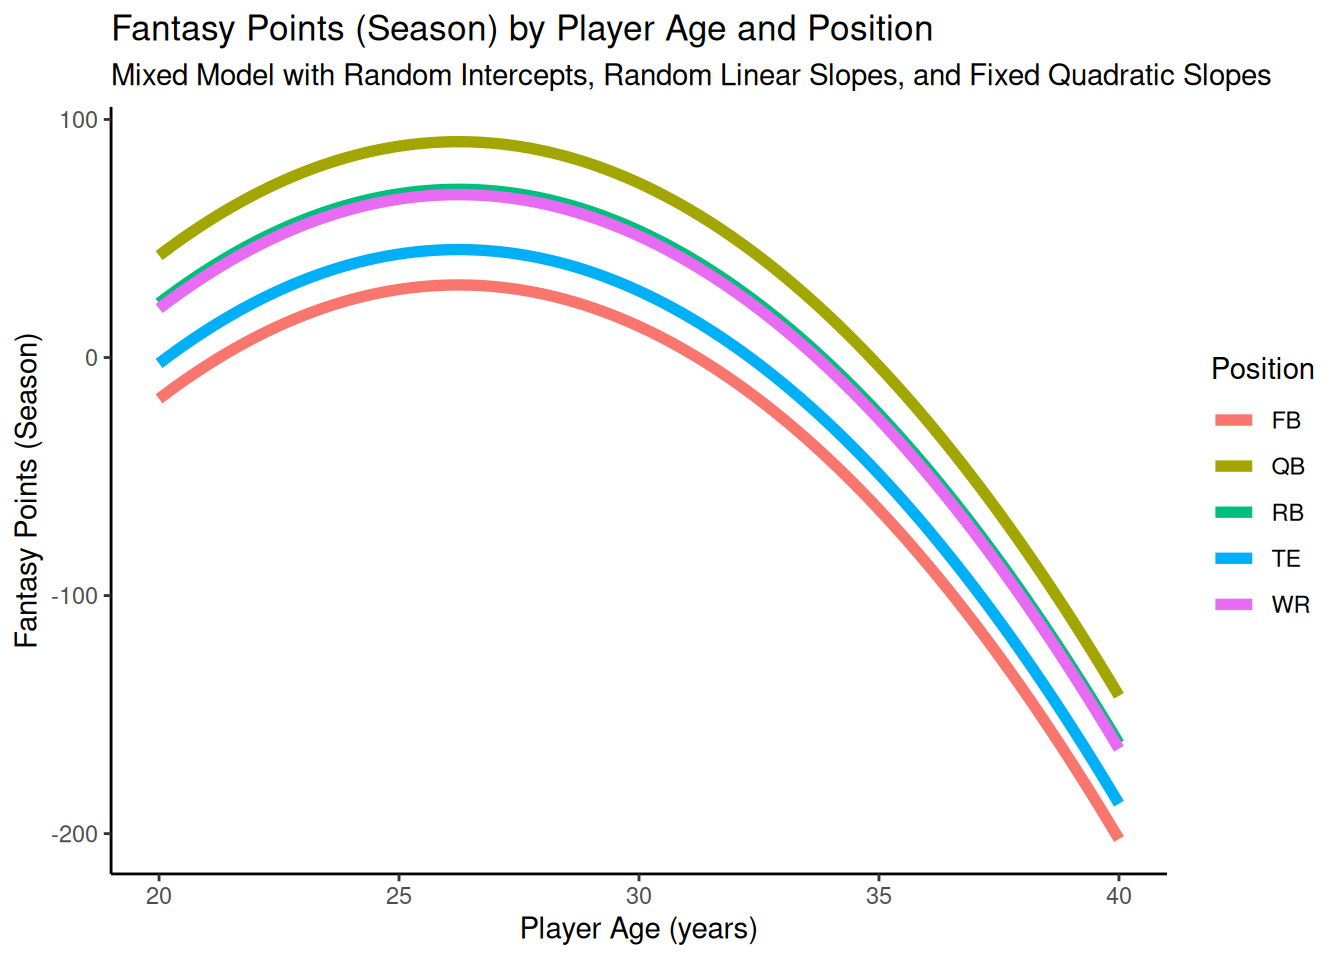 Fantasy Points (Season) by Player Age and Position
Mixed Model with Random Intercepts, Random Linear Slopes, and Fixed Quadratic Slopes
Fantasy Points (Season)
100
0
-100
-200
20 25 30 35 40
Player Age (years)
Position
FB
QB
RB
TE
WR